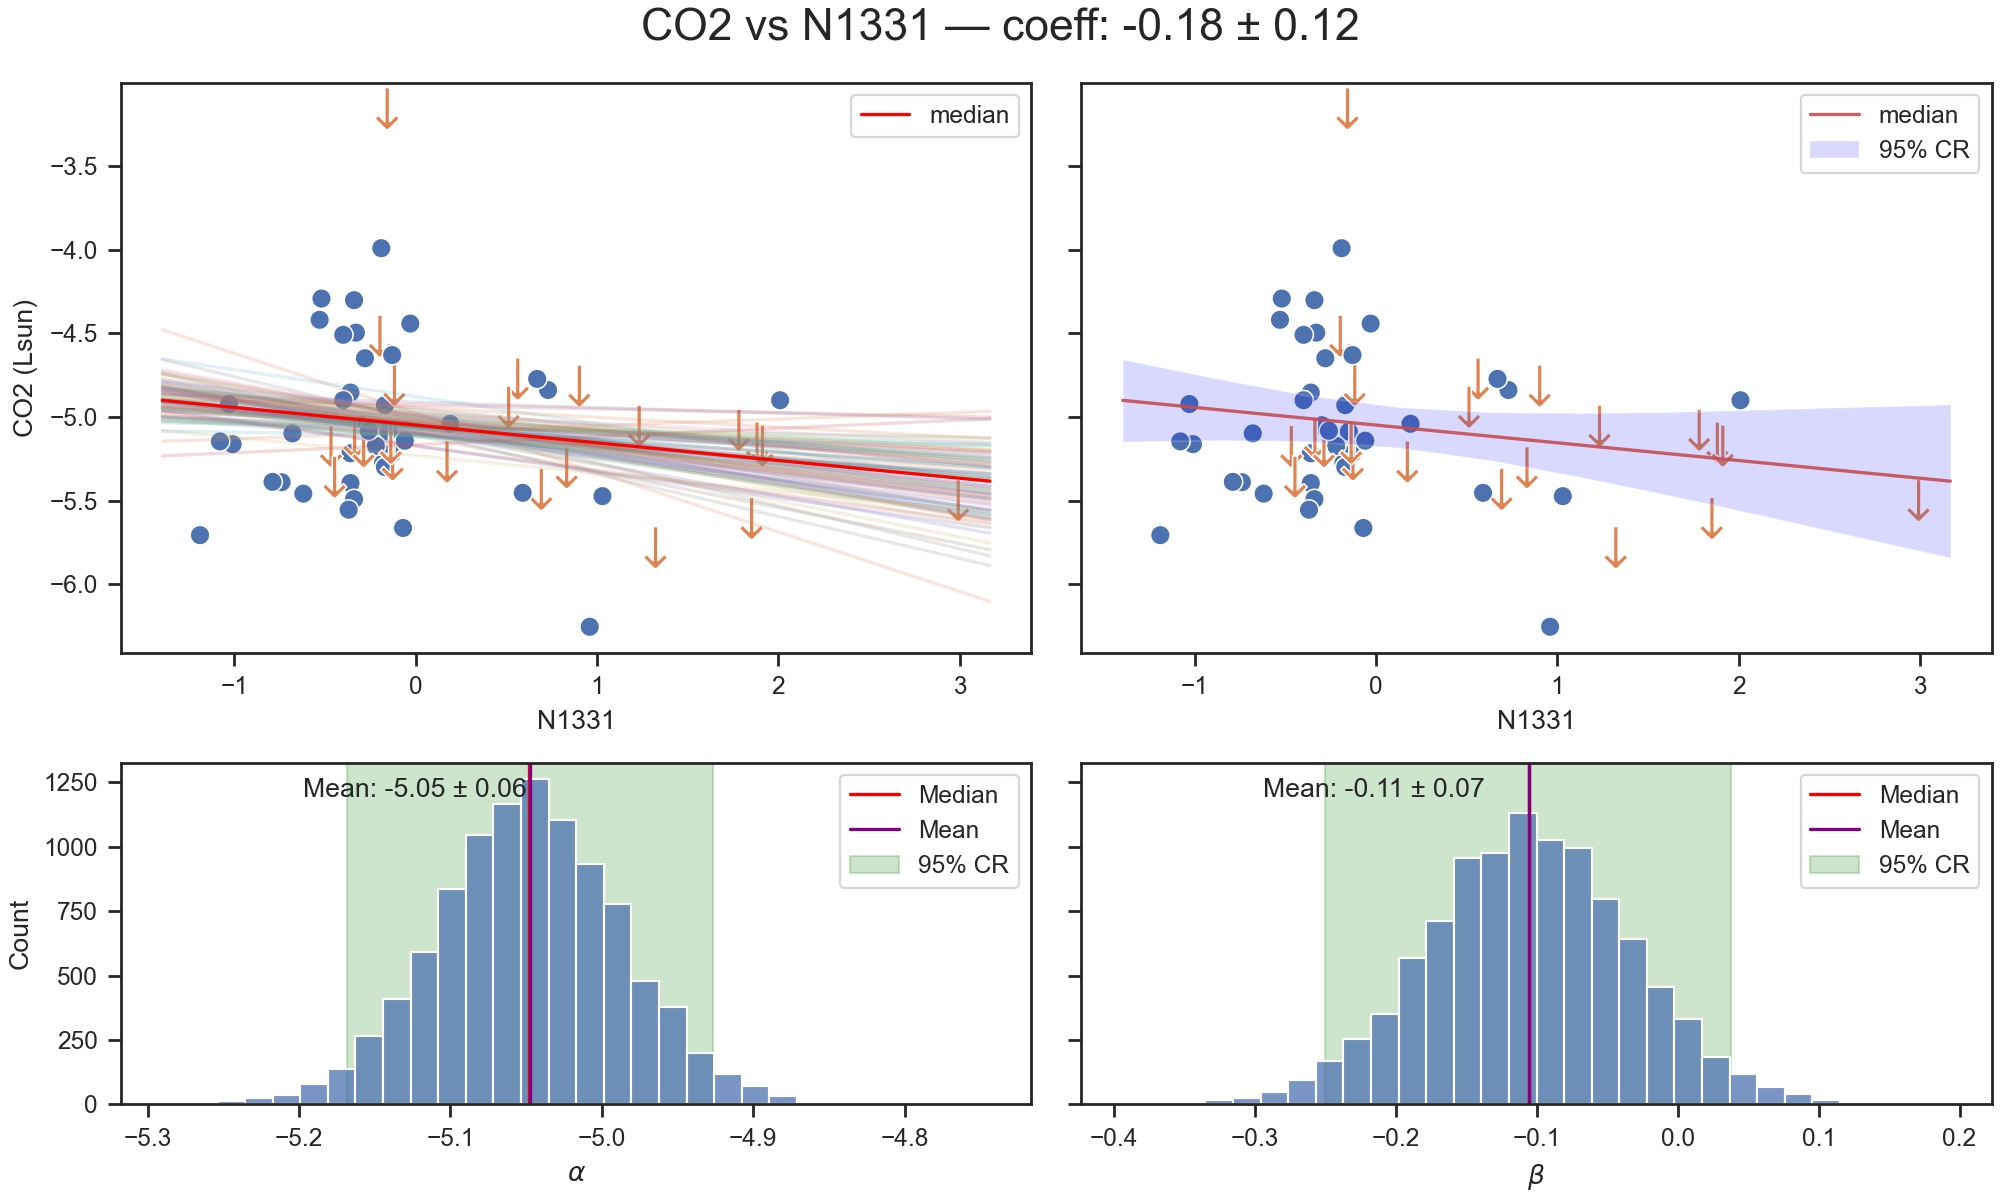 CO2 vs N1331 — coeff: -0.18 ± 0.12
median
−3.5
−4.0
−4.5
−5.0
−5.5
−6.0
CO2 (Lsun)
−1
0
1
2
3
N1331
median
95% CR
−1
0
1
2
3
N1331
Mean: -5.05 ± 0.06
Median
Mean
95% CR
1250
1000
750
500
250
0
Count
−5.3
−5.2
−5.1
−5.0
−4.9
−4.8
α
Mean: -0.11 ± 0.07
Median
Mean
95% CR
−0.4
−0.3
−0.2
−0.1
0.0
0.1
0.2
β